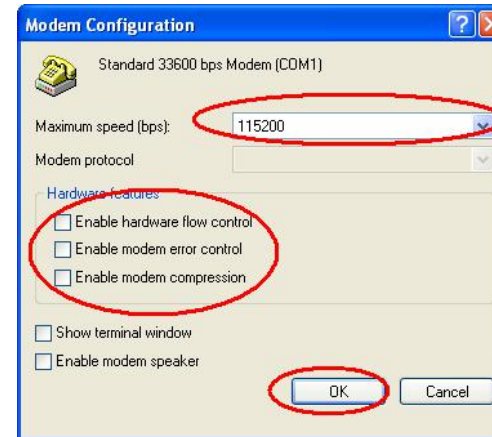 Modem Configuration
Standard 33600 bps Modem (COM1)
Maximum speed (bps): 115200
Modem protocol
Hardware features
Enable hardware flow control
Enable modem error control
Enable modem compression
Show terminal window
Enable modem speaker
OK Cancel